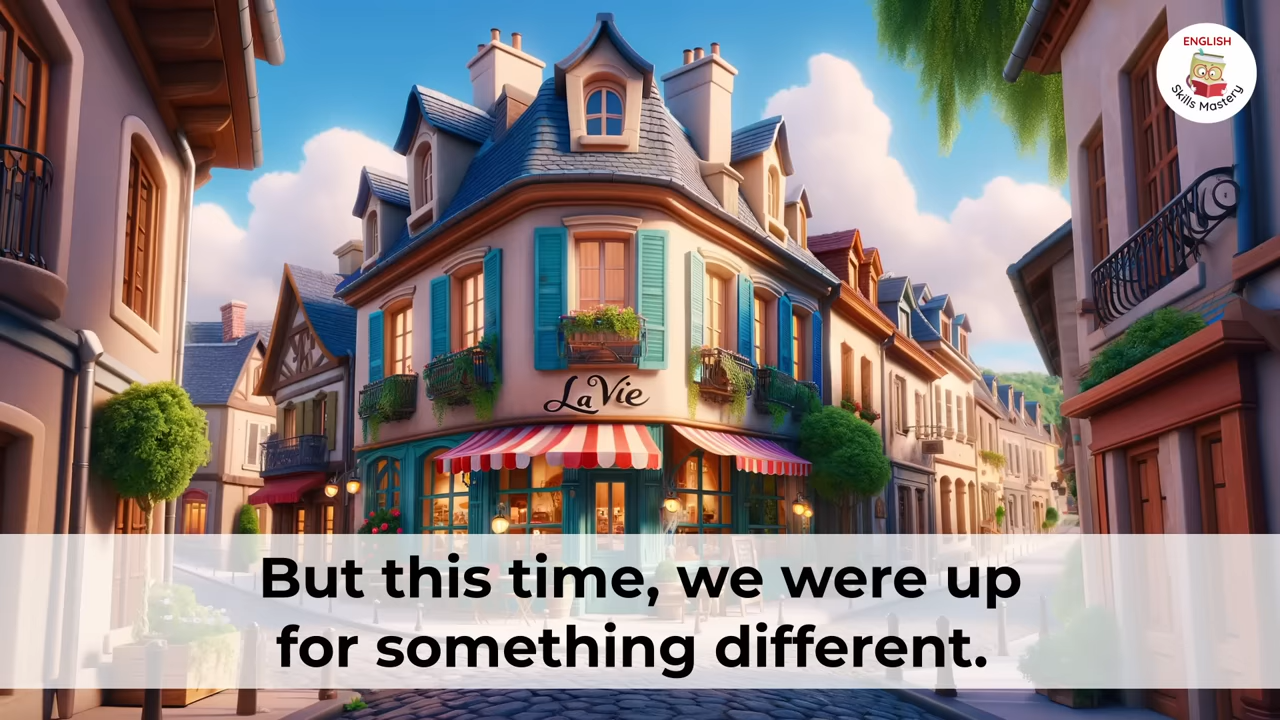 ENGLISH
Skills Mastery
La Vie
But this time, we were up
for something different.